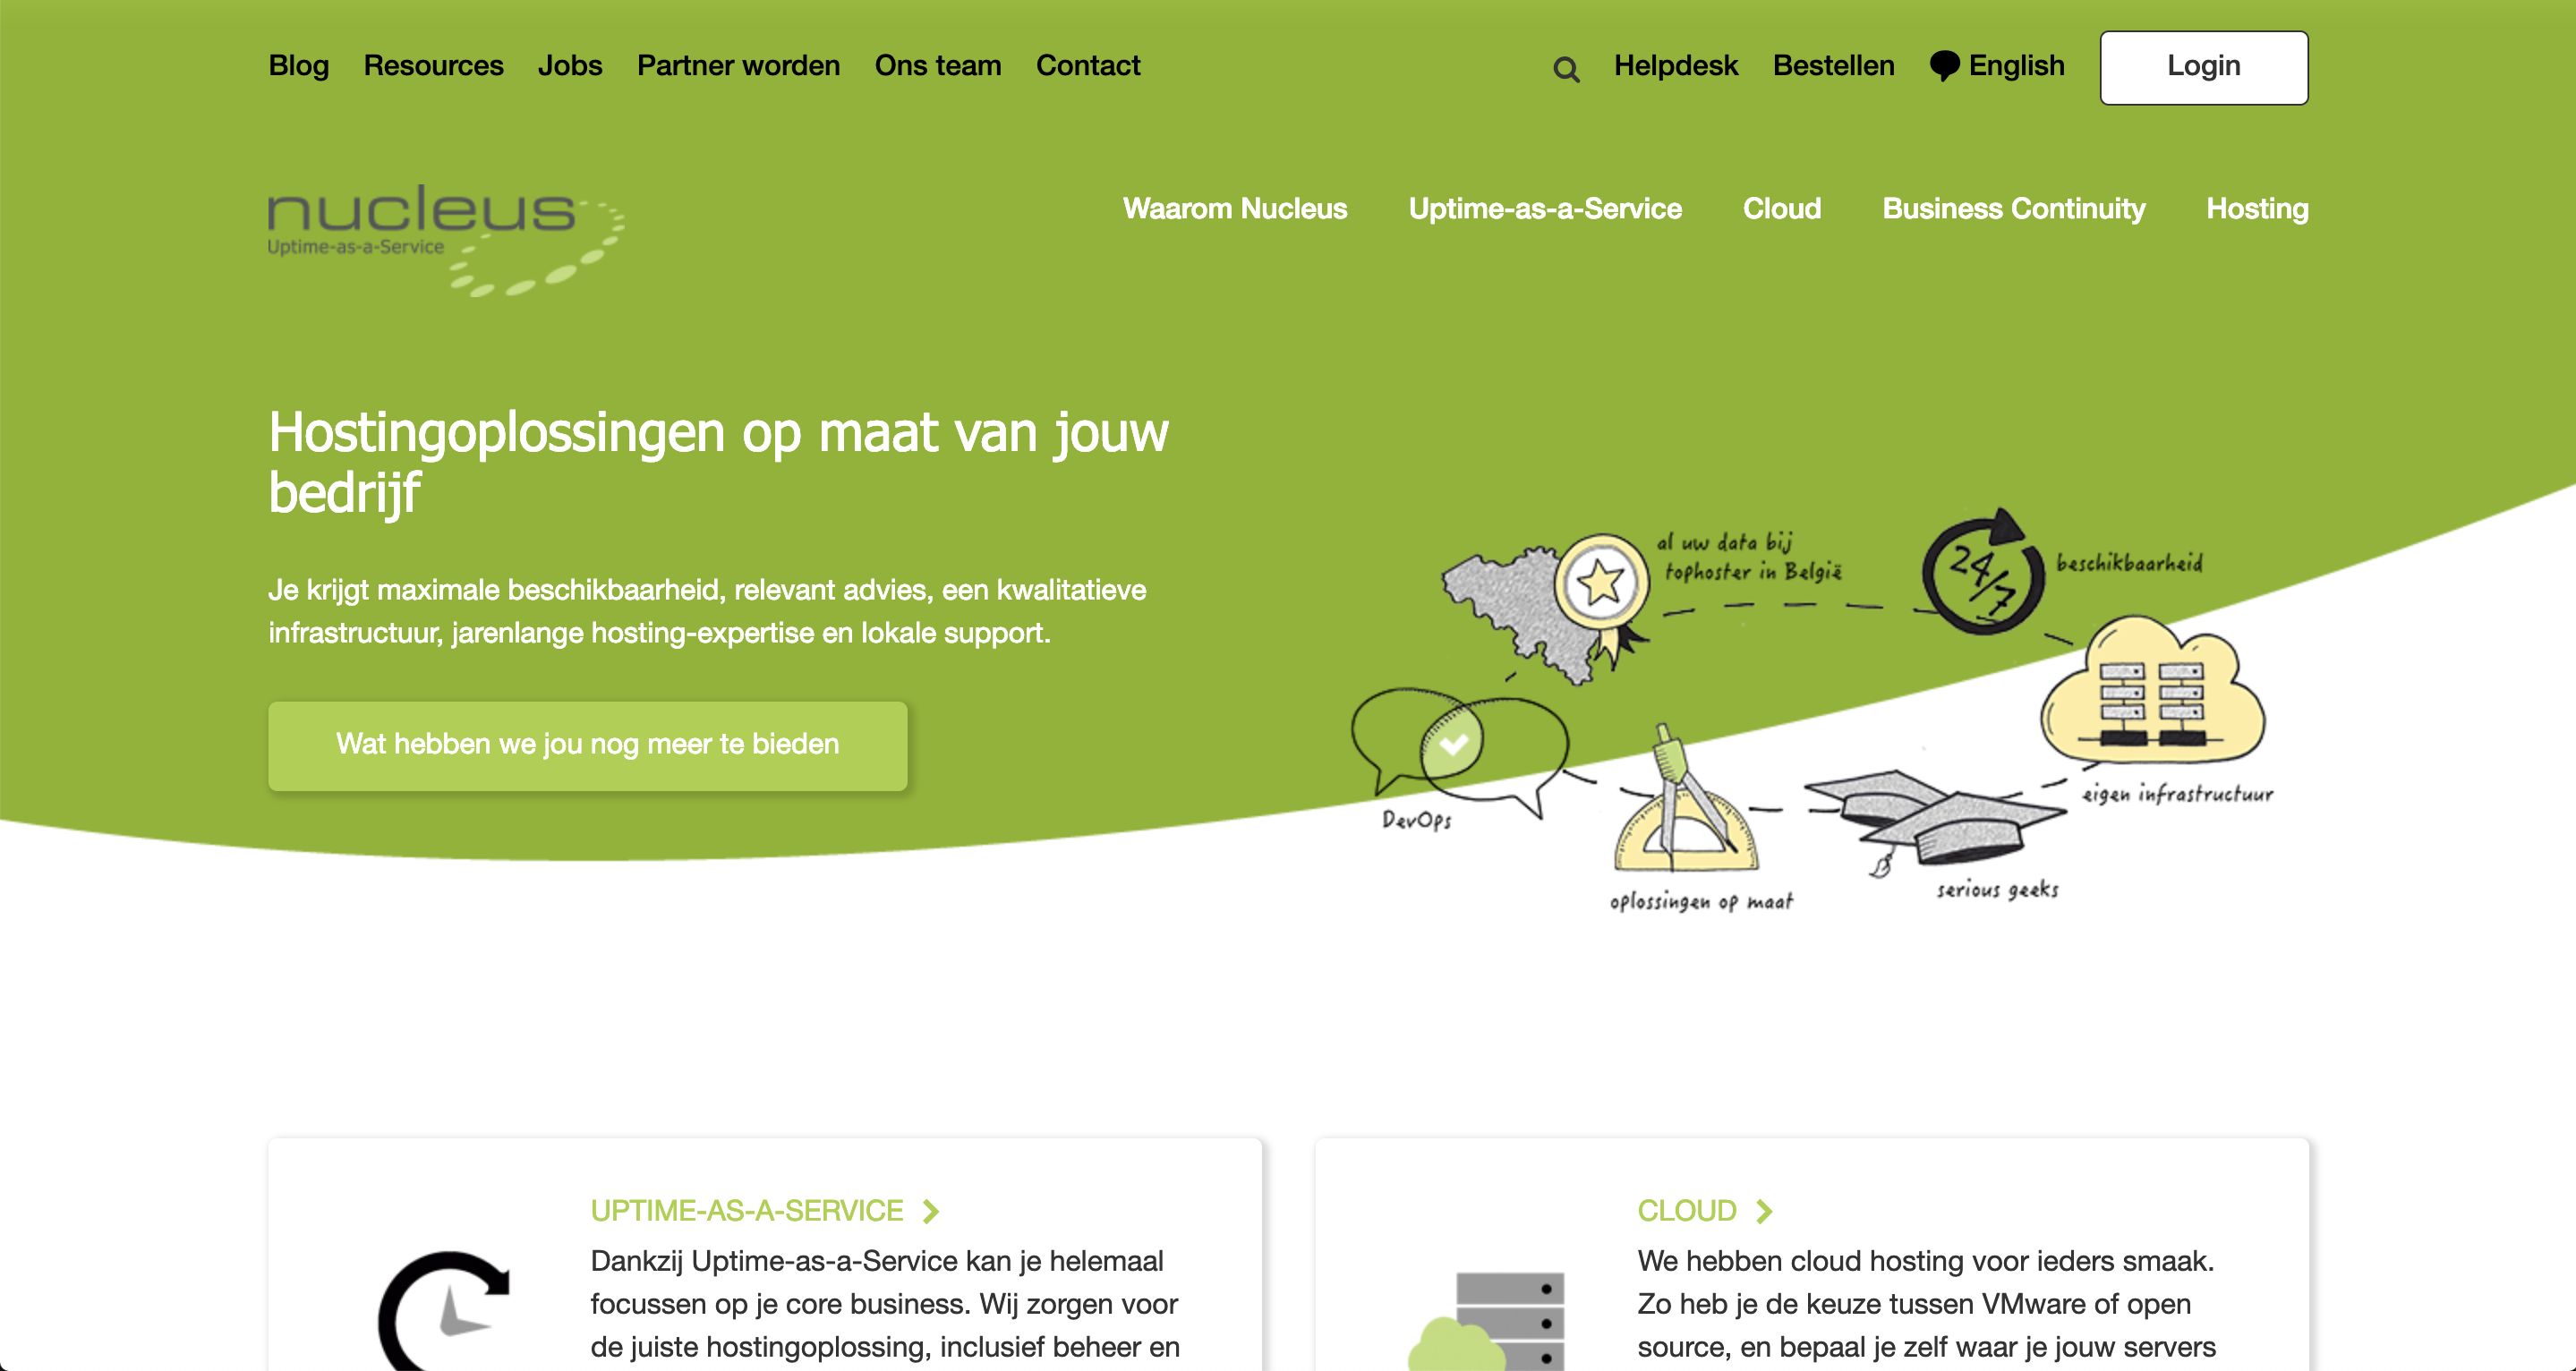 Blog Resources Jobs Partner worden Ons team Contact
Helpdesk Bestellen English Login
nucleus
Uptime-as-a-Service
Waarom Nucleus Uptime-as-a-Service Cloud Business Continuity Hosting
Hostingoplossingen op maat van jouw
bedrijf
Je krijgt maximale beschikbaarheid, relevant advies, een kwalitatieve
infrastructuur, jarenlange hosting-expertise en lokale support.
Wat hebben we jou nog meer te bieden
al uw data bij
tophoster in België
24/7
beschikbaarheid
eigen infrastructuur
serious geeks
oplossingen op maat
DevOps
UPTIME-AS-A-SERVICE
Dankzij Uptime-as-a-Service kan je helemaal
focussen op je core business. Wij zorgen voor
de juiste hostingoplossing, inclusief beheer en
CLOUD
We hebben cloud hosting voor ieders smaak.
Zo heb je de keuze tussen VMware of open
source, en bepaal je zelf waar je jouw servers